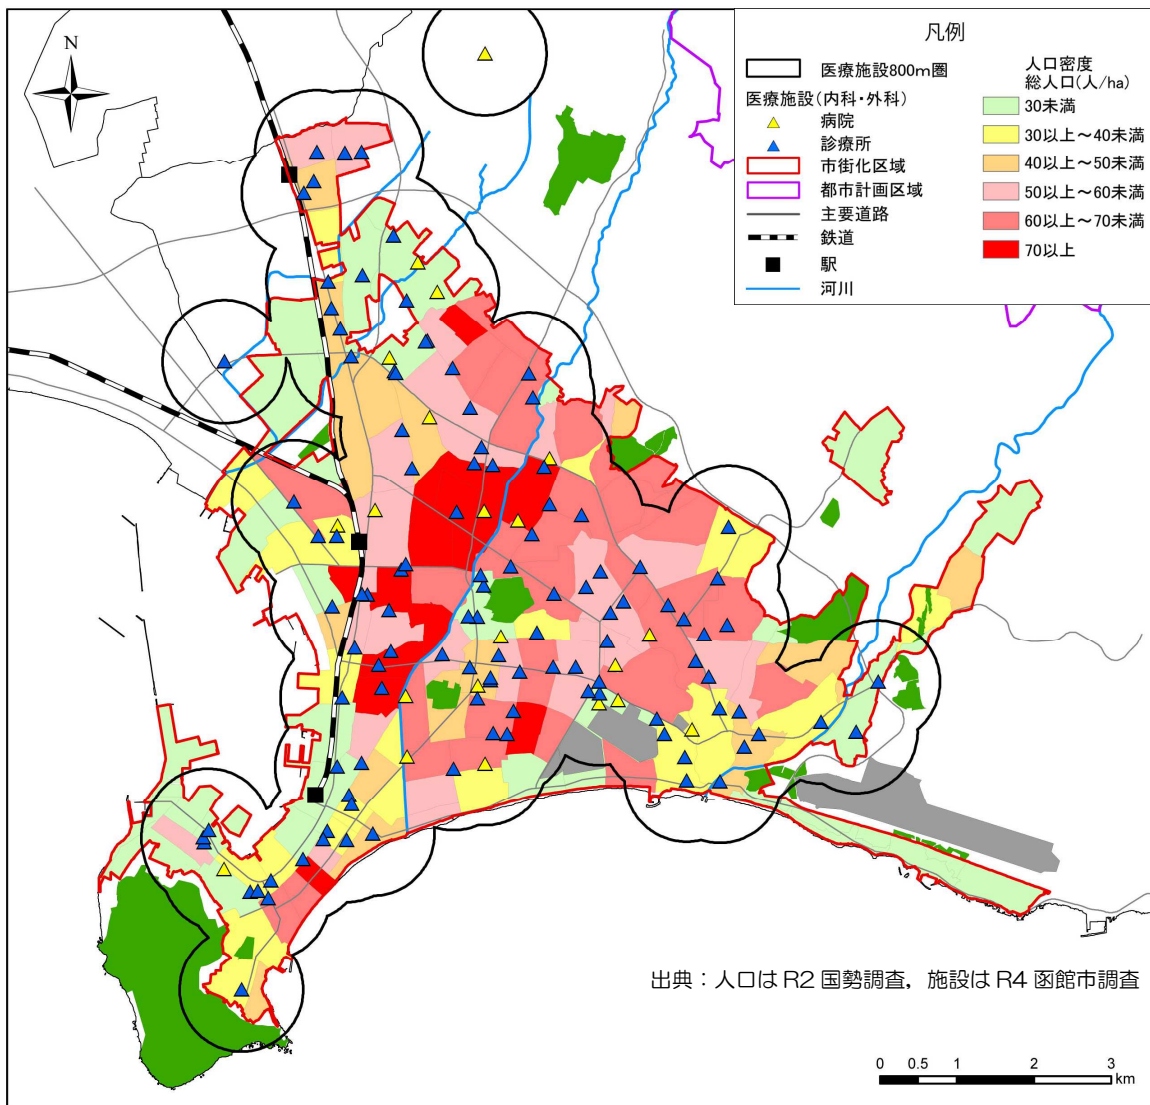 N
凡例
医療施設800m圏
医療施設(内科・外科)
病院
診療所
市街化区域
都市計画区域
主要道路
鉄道
駅
河川
人口密度
総人口(人/ha)
30未満
30以上～40未満
40以上～50未満
50以上～60未満
60以上～70未満
70以上
出典：人口はR2国勢調査，施設はR4函館市調査
0 0.5 1 2 3
km